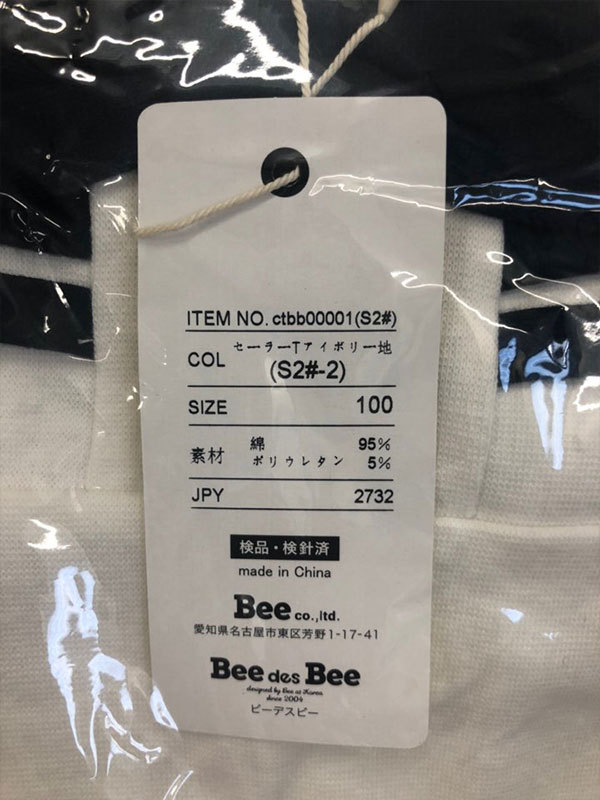 ITEM NO. ctbb00001(S2#)
COL セーラーTアイボリー地
(S2#-2)
SIZE 100
素材 綿 95%
ポリウレタン 5%
JPY 2732
検品・検針済
made in China
Bee co.,ltd.
愛知県名古屋市東区芳野1-17-41
Bee des Bee
designed by Bee at Korea
since 2004
ビーデスビー